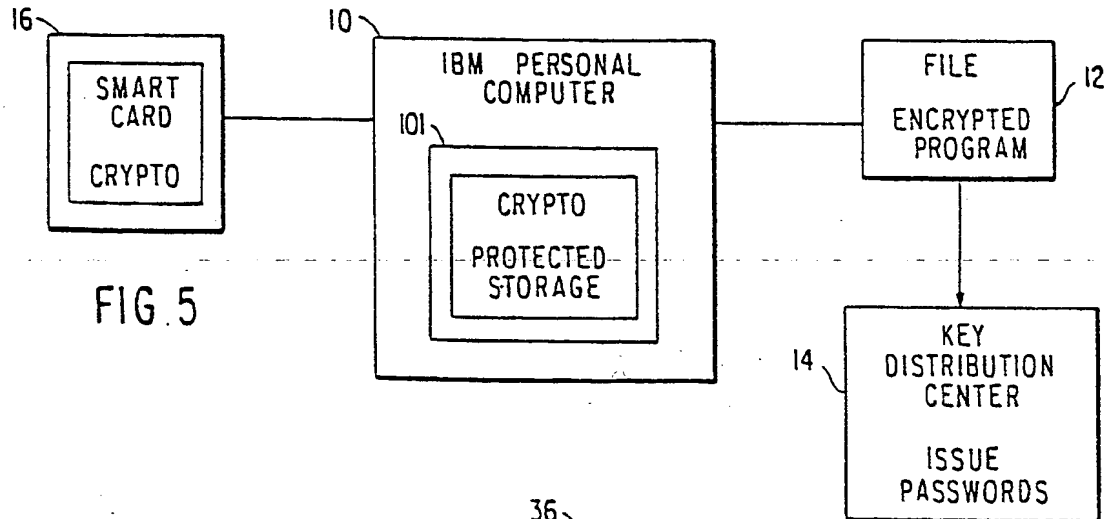 16
SMART
CARD
CRYPTO
10
IBM PERSONAL
COMPUTER
101
CRYPTO
PROTECTED
STORAGE
FILE
ENCRYPTED
PROGRAM
12
FIG. 5
14
KEY
DISTRIBUTION
CENTER
ISSUE
PASSWORDS
36